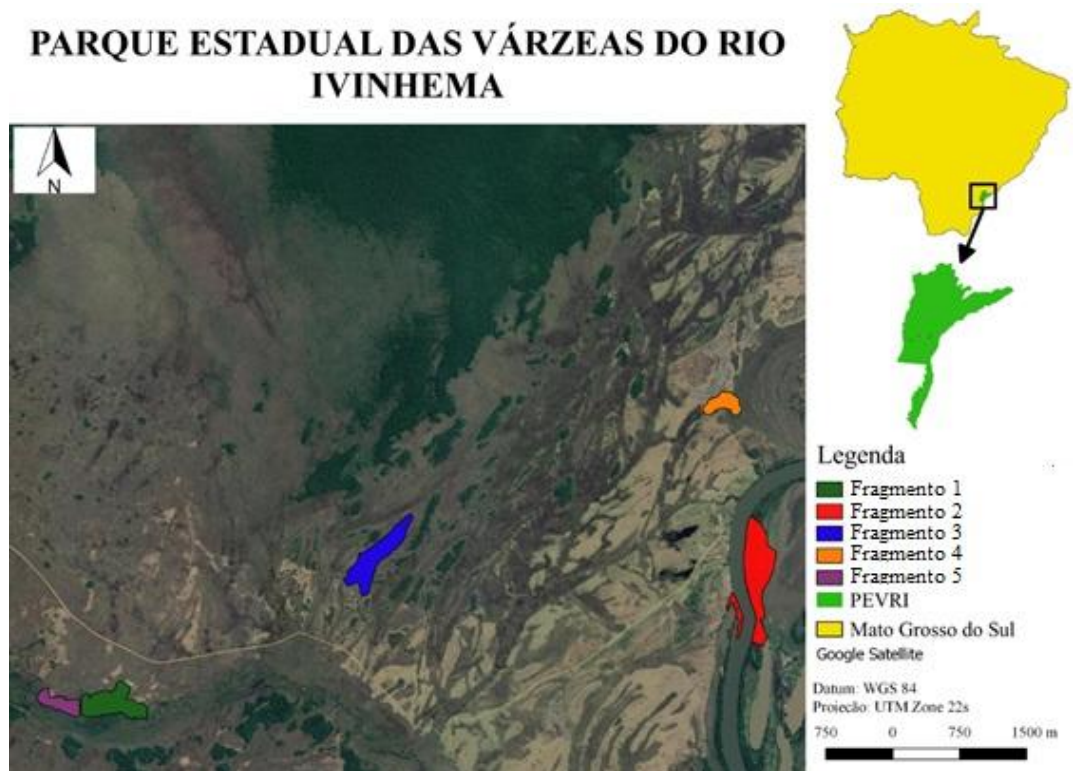 PARQUE ESTADUAL DAS VÁRZEAS DO RIO
IVINHEMA
N
Legenda
Fragmento 1
Fragmento 2
Fragmento 3
Fragmento 4
Fragmento 5
PEVRI
Mato Grosso do Sul
Google Satellite
Datum: WGS 84
Projecão: UTM Zone 22s
750 0 750 1500 m